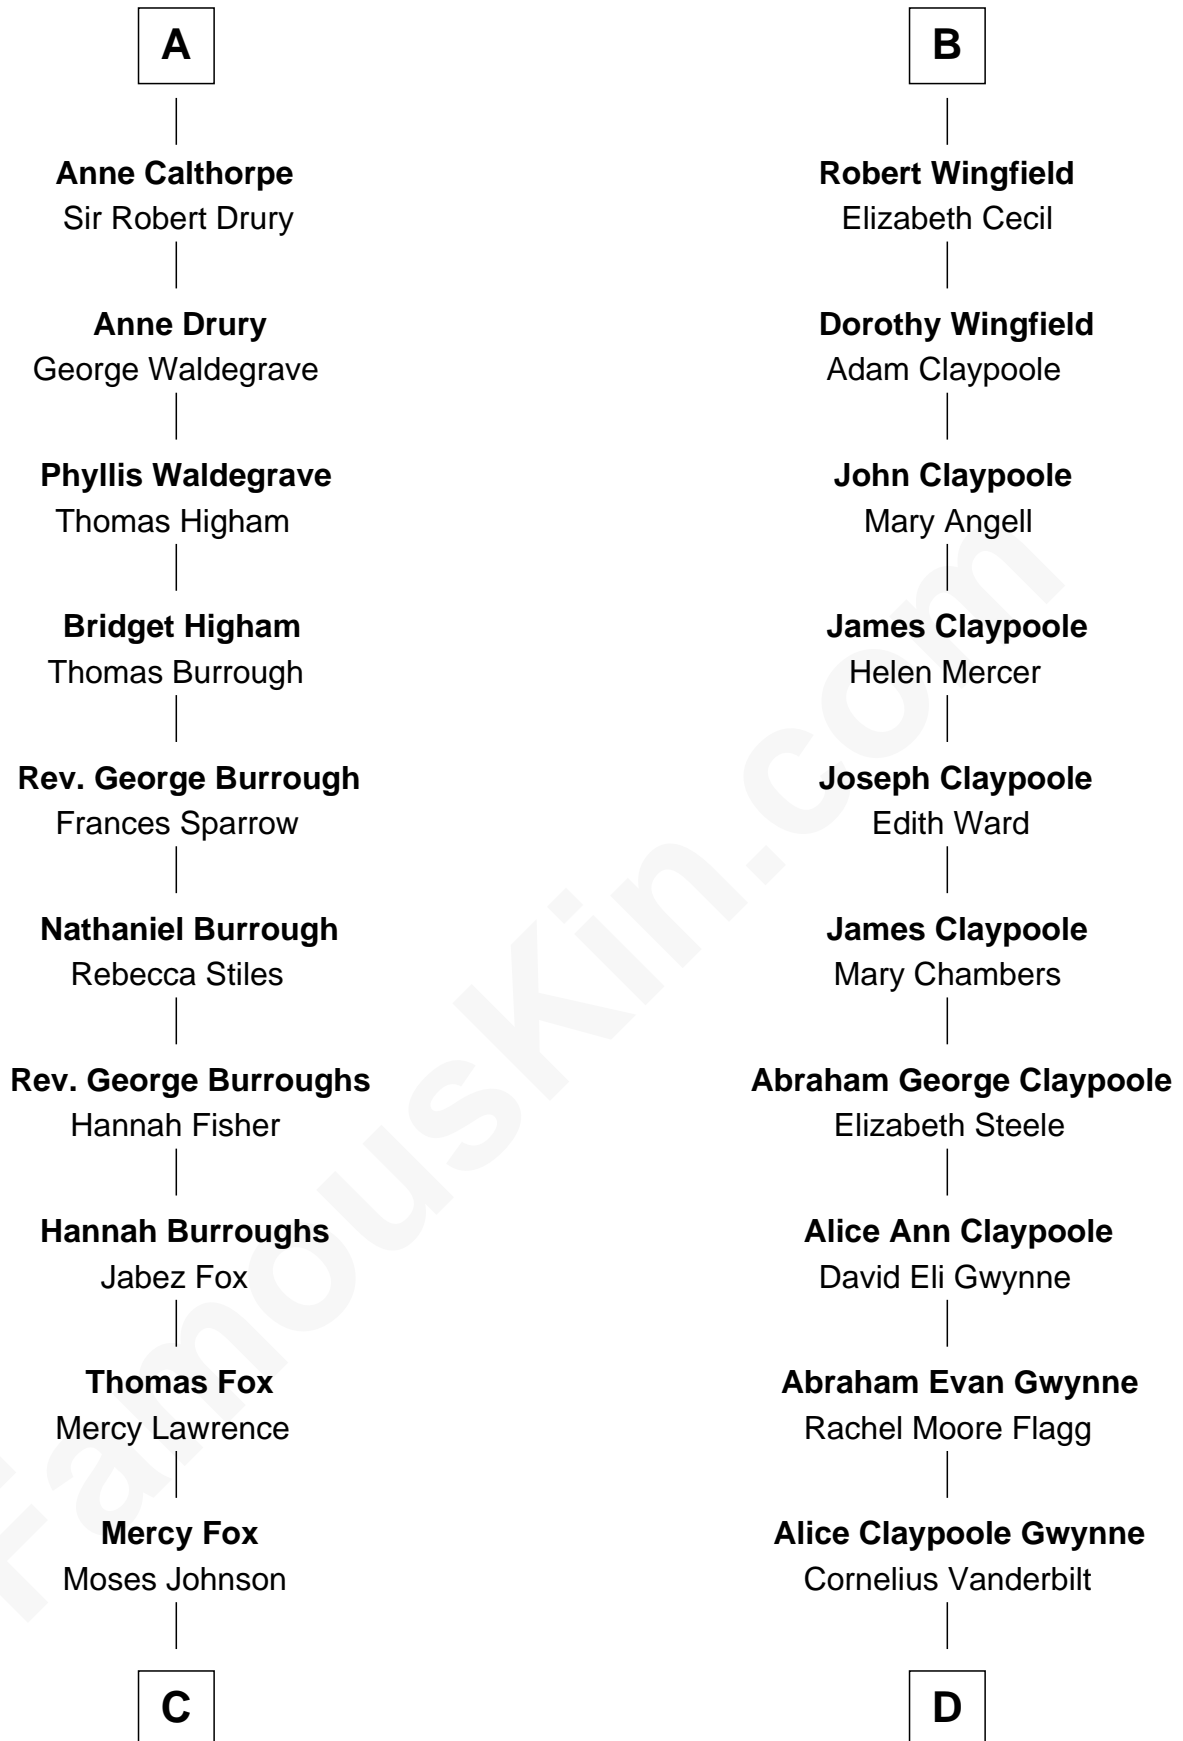 A
Anne Calthorpe
Sir Robert Drury
Anne Drury
George Waldegrave
Phyllis Waldegrave
Thomas Higham
Bridget Higham
Thomas Burrough
Rev. George Burrough
Frances Sparrow
Nathaniel Burrough
Rebecca Stiles
Rev. George Burroughs
Hannah Fisher
Hannah Burroughs
Jabez Fox
Thomas Fox
Mercy Lawrence
Mercy Fox
Moses Johnson
C
B
Robert Wingfield
Elizabeth Cecil
Dorothy Wingfield
Adam Claypoole
John Claypoole
Mary Angell
James Claypoole
Helen Mercer
Joseph Claypoole
Edith Ward
James Claypoole
Mary Chambers
Abraham George Claypoole
Elizabeth Steele
Alice Ann Claypoole
David Eli Gwynne
Abraham Evan Gwynne
Rachel Moore Flagg
Alice Claypoole Gwynne
Cornelius Vanderbilt
D
FamousKin.com